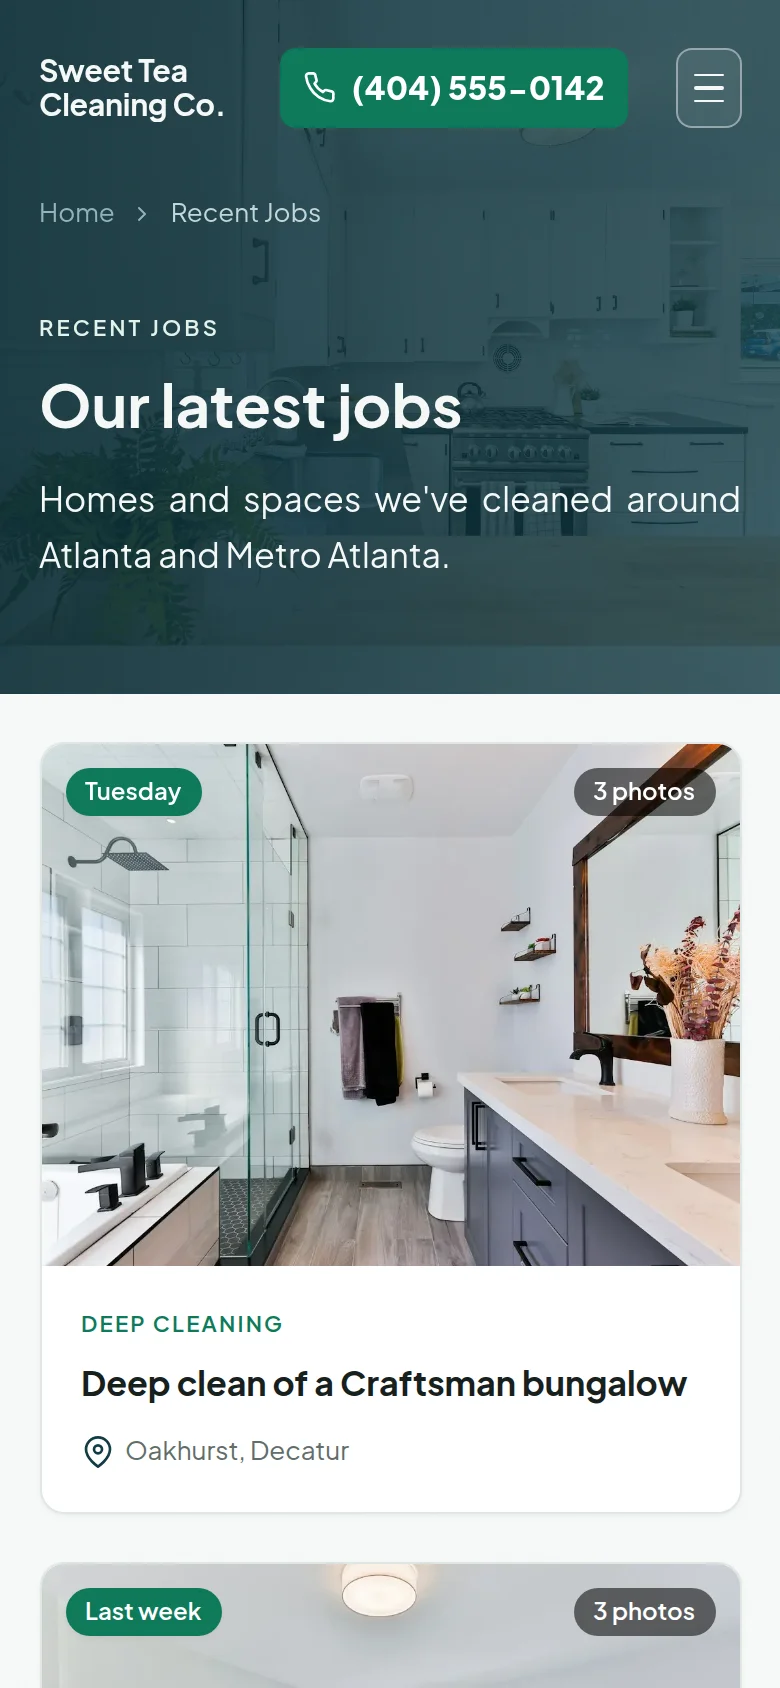 Sweet Tea
Cleaning Co.
(404) 555-0142
Home > Recent Jobs
RECENT JOBS
Our latest jobs
Homes and spaces we've cleaned around
Atlanta and Metro Atlanta.
Tuesday
3 photos
DEEP CLEANING
Deep clean of a Craftsman bungalow
Oakhurst, Decatur
Last week
3 photos